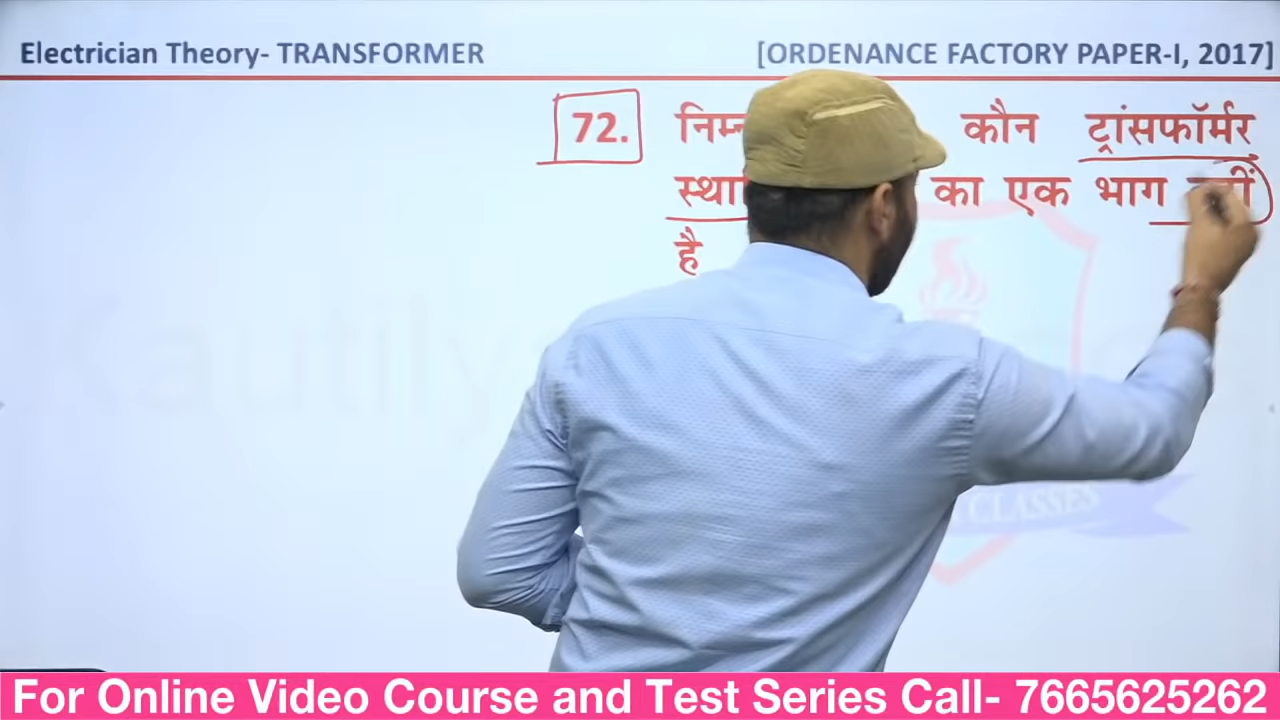 Electrician Theory- TRANSFORMER
[ORDENANCE FACTORY PAPER-I, 2017]
72. कौन ट्रांसफॉर्मर
का एक भाग
है
CLASSES
For Online Video Course and Test Series Call- 7665625262